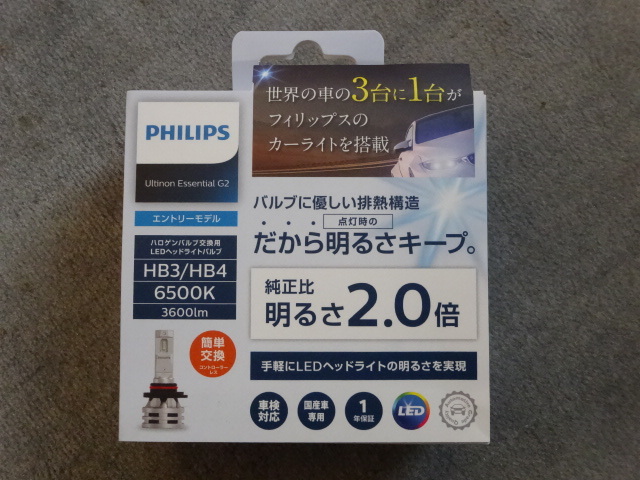 世界の車の3台に1台が
フィリップスの
カーライトを搭載
PHILIPS
Ultinon Essential G2
エントリーモデル
ハロゲンバルブ交換用
LEDヘッドライトバルブ
HB3/HB4
6500K
3600lm
簡単
交換
コントローラー
レス
バルブに優しい排熱構造
点灯時の
だから明るさキープ。
純正比
明るさ2.0倍
手軽にLEDヘッドライトの明るさを実現
車検
対応
国産車
専用
1
年保証
LED